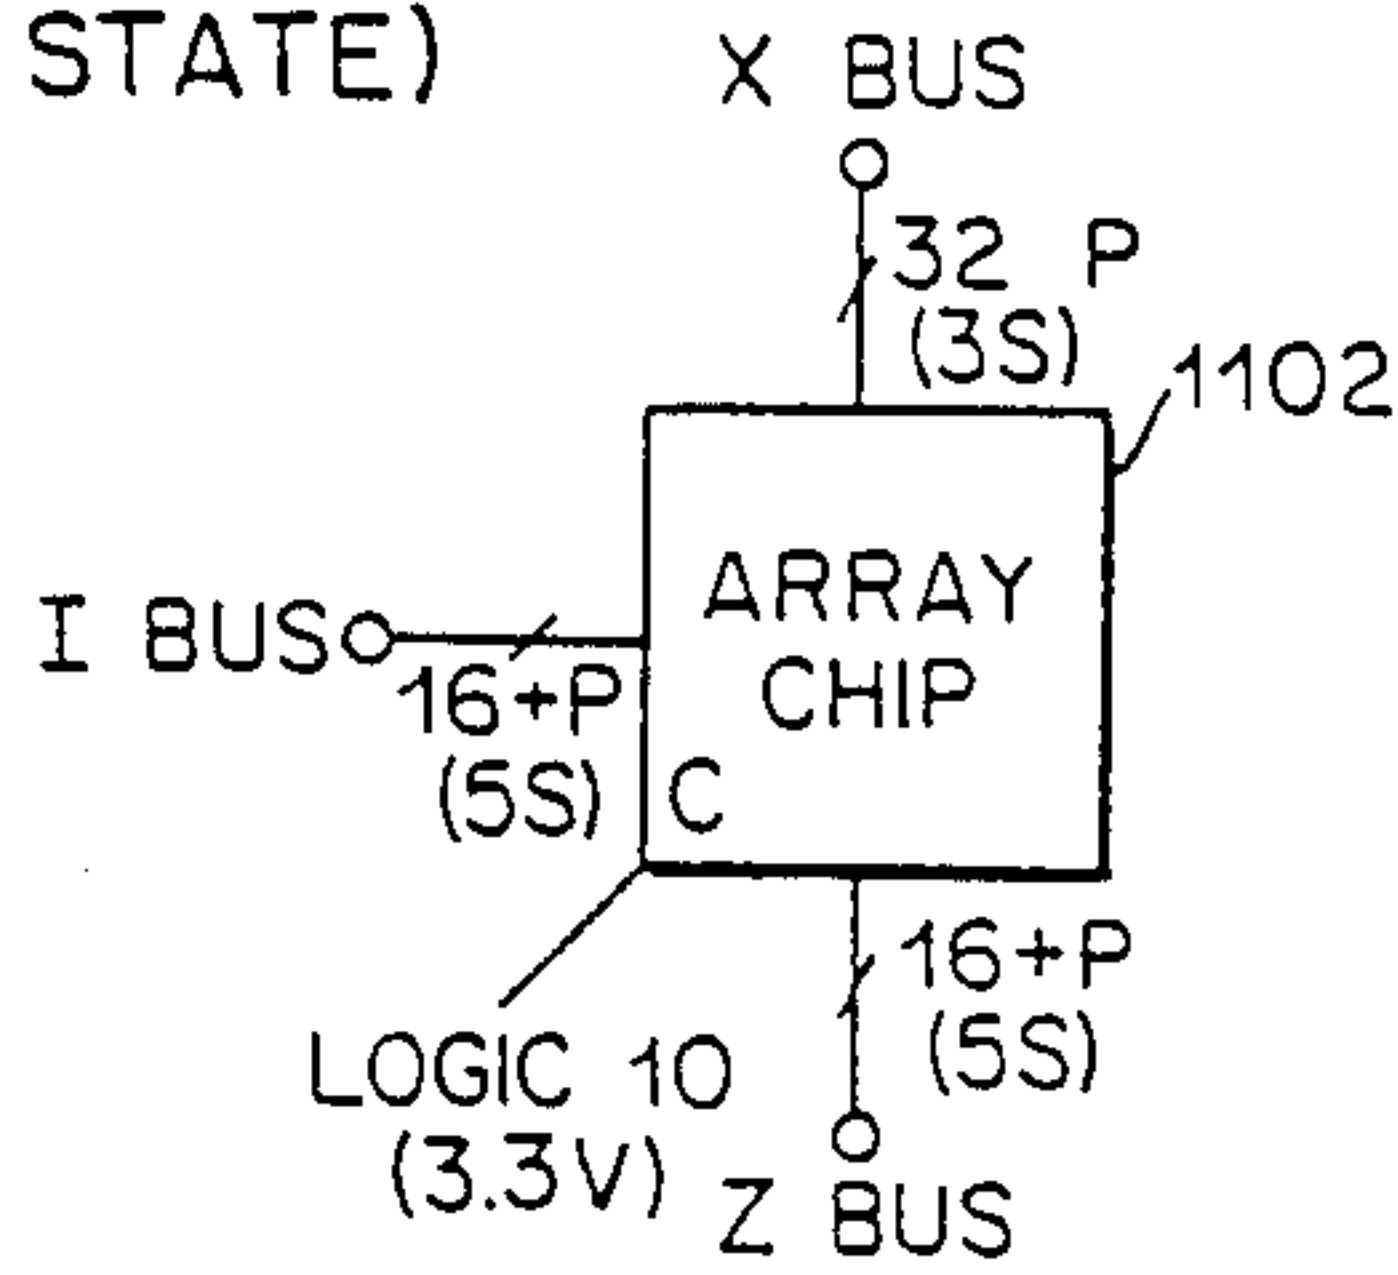 STATE)
X BUS
32 P
(3S)
1102
ARRAY
CHIP
I BUS
16+P
(5S)
C
16+P
(5S)
LOGIC 10
(3.3V)
Z BUS